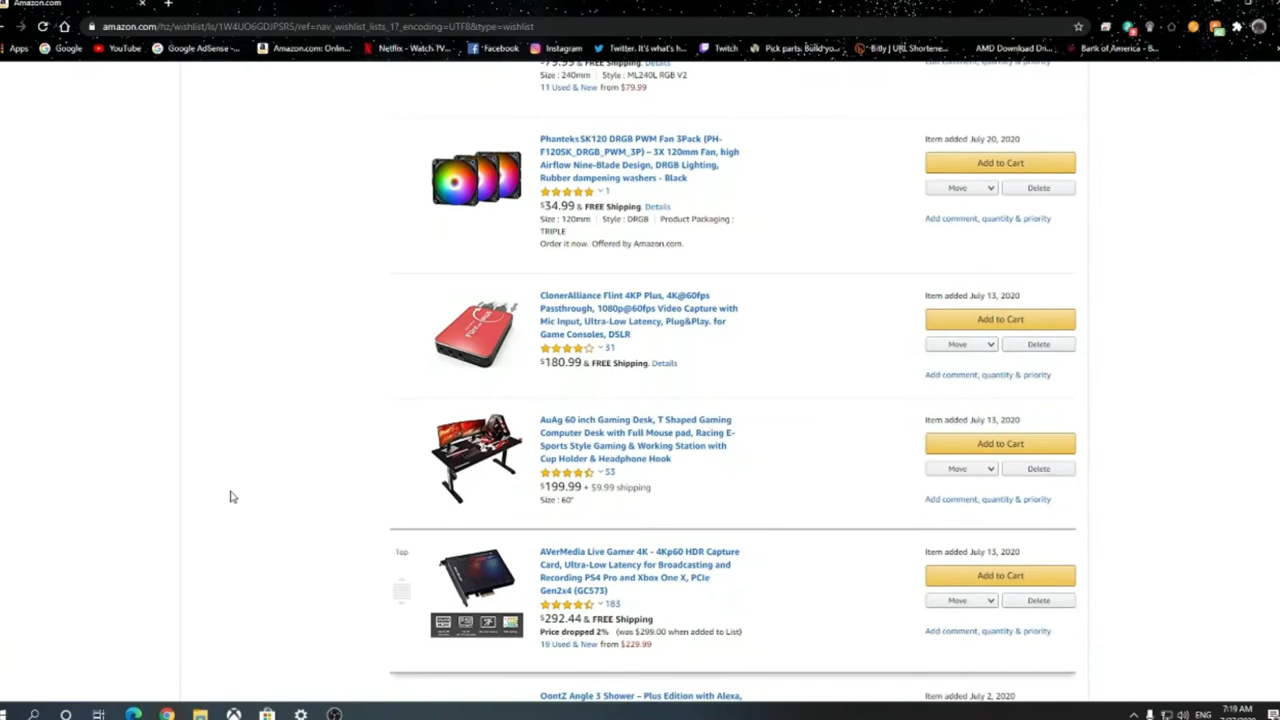 Amazon.com
amazon.com/hz/wishlist/ls/1W4UO6GDJPSRS/ref=nav_wishlist_lists_1?_encoding=UTF8&type=wishlist
Apps Google YouTube Google AdSense -... Amazon.com: Onlin... Netflix - Watch TV... Facebook Instagram Twitter. It's what's h... Twitch Pick parts. Build yo... Bitly | URL Shortene... AMD Download Dri... Bank of America - B...
$79.99 & FREE Shipping. Details
Add comment, quantity & priority
Size : 240mm | Style : ML240L RGB V2
11 Used & New from $79.99
Phanteks SK120 DRGB PWM Fan 3Pack (PH-
F120SK_DRGB_PWM_3P) – 3X 120mm Fan, high
Airflow Nine-Blade Design, DRGB Lighting,
Rubber dampening washers - Black
1
$34.99 & FREE Shipping. Details
Size : 120mm | Style : DRGB | Product Packaging :
TRIPLE
Order it now. Offered by Amazon.com.
Item added July 20, 2020
Add to Cart
Move Delete
Add comment, quantity & priority
ClonerAlliance Flint 4KP Plus, 4K@60fps
Passthrough, 1080p@60fps Video Capture with
Mic Input, Ultra-Low Latency, Plug&Play. for
Game Consoles, DSLR
31
$180.99 & FREE Shipping. Details
Item added July 13, 2020
Add to Cart
Move Delete
Add comment, quantity & priority
AuAg 60 inch Gaming Desk, T Shaped Gaming
Computer Desk with Full Mouse pad, Racing E-
Sports Style Gaming & Working Station with
Cup Holder & Headphone Hook
53
$199.99 + $9.99 shipping
Size : 60"
Item added July 13, 2020
Add to Cart
Move Delete
Add comment, quantity & priority
Top
AVerMedia Live Gamer 4K - 4Kp60 HDR Capture
Card, Ultra-Low Latency for Broadcasting and
Recording PS4 Pro and Xbox One X, PCIe
Gen2x4 (GC573)
183
$292.44 & FREE Shipping
Price dropped 2% (was $299.00 when added to List)
19 Used & New from $229.99
Item added July 13, 2020
Add to Cart
Move Delete
Add comment, quantity & priority
OontZ Angle 3 Shower – Plus Edition with Alexa,
Item added July 2, 2020
ENG
7:19 AM